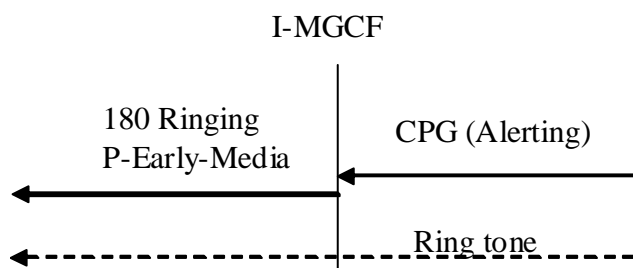 I-MGCF
180 Ringing
P-Early-Media
CPG (Alerting)
Ring tone